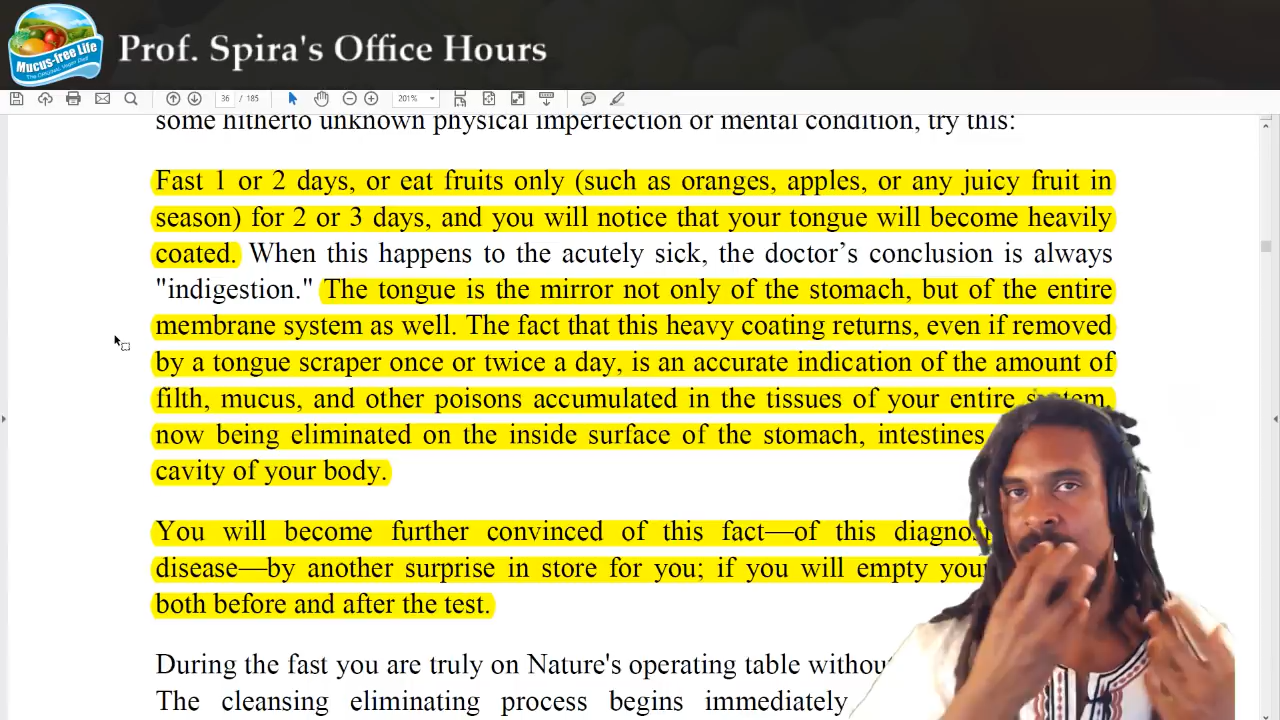 Mucus-free Life
The ORIGINAL Vegan Diet
Prof. Spira's Office Hours
36 / 185
201%
some hitherto unknown physical imperfection or mental condition, try this:
Fast 1 or 2 days, or eat fruits only (such as oranges, apples, or any juicy fruit in
season) for 2 or 3 days, and you will notice that your tongue will become heavily
coated. When this happens to the acutely sick, the doctor’s conclusion is always
"indigestion." The tongue is the mirror not only of the stomach, but of the entire
membrane system as well. The fact that this heavy coating returns, even if removed
by a tongue scraper once or twice a day, is an accurate indication of the amount of
filth, mucus, and other poisons accumulated in the tissues of your entire system,
now being eliminated on the inside surface of the stomach, intestines
cavity of your body.
You will become further convinced of this fact—of this
disease—by another surprise in store for you; if you will empty
both before and after the test.
During the fast you are truly on Nature's operating table
The cleansing eliminating process begins immediately